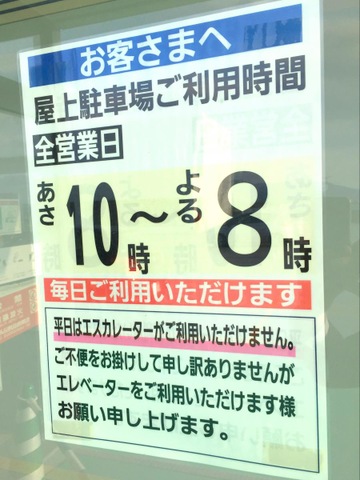 お客さまへ
屋上駐車場ご利用時間
全営業日
あさ10時～よる8時
毎日ご利用いただけます
平日はエスカレーターがご利用いただけません。
ご不便をお掛けして申し訳ありませんが
エレベーターをご利用いただけます様
お願い申し上げます。